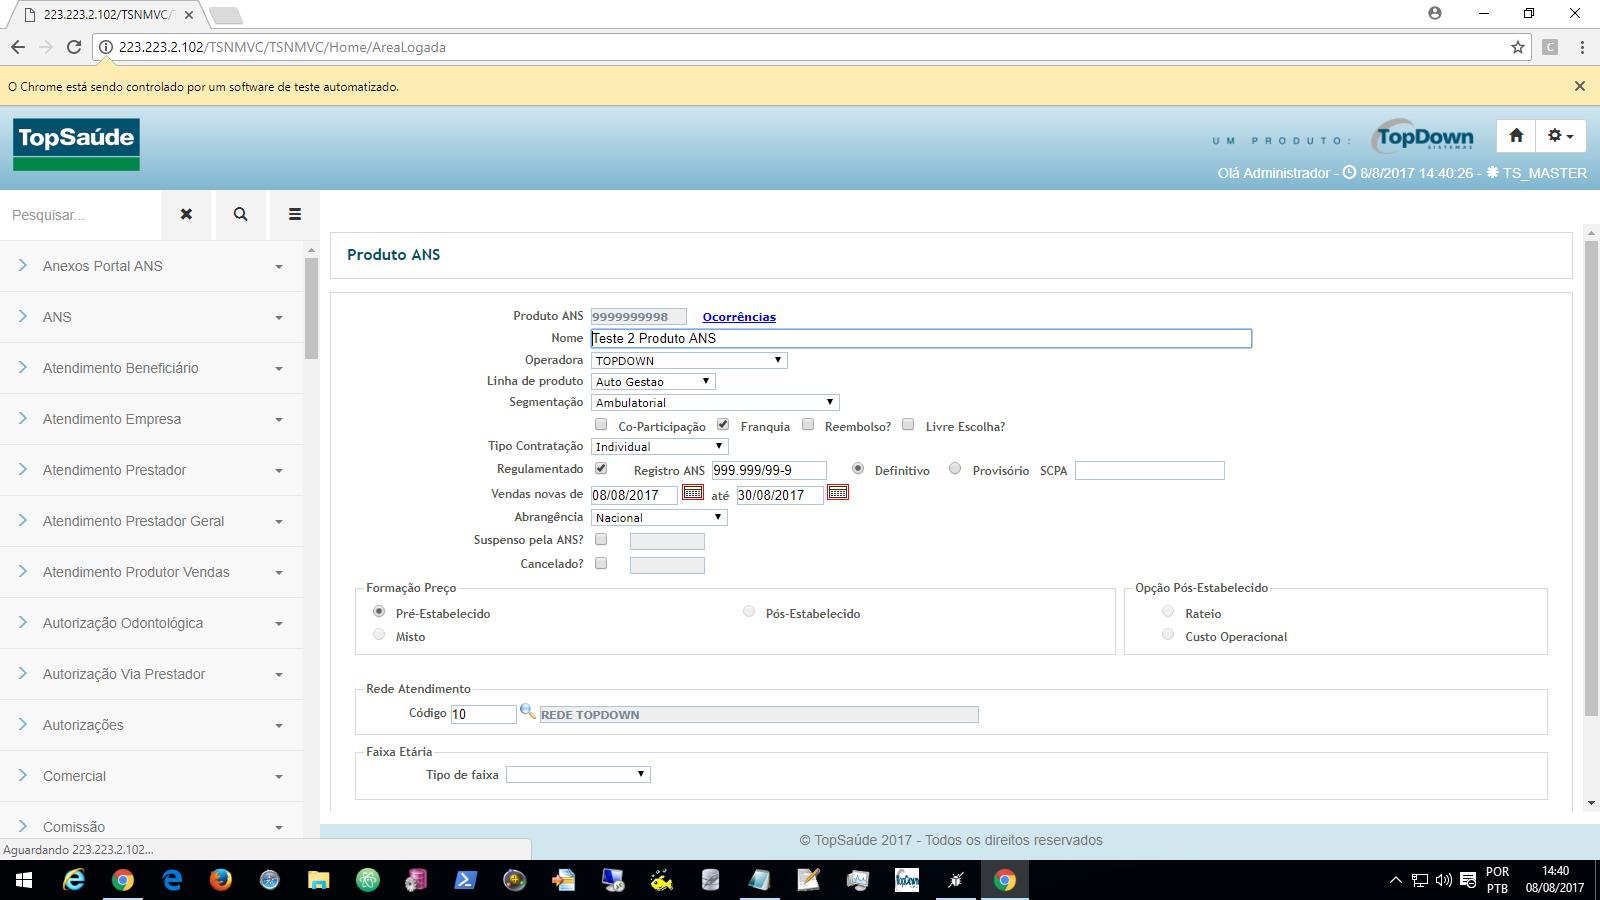 223.223.2.102/TSNMVC/
223.223.2.102/TSNMVC/TSNMVC/Home/AreaLogada
C
O Chrome está sendo controlado por um software de teste automatizado.
TopSaúde
UM PRODUTO:
TopDown
SISTEMAS
Olá Administrador - 8/8/2017 14:40:26 - TS_MASTER
Pesquisar...
Anexos Portal ANS
ANS
Atendimento Beneficiário
Atendimento Empresa
Atendimento Prestador
Atendimento Prestador Geral
Atendimento Produtor Vendas
Autorização Odontológica
Autorização Via Prestador
Autorizações
Comercial
Comissão
Produto ANS
Produto ANS 9999999998 Ocorrências
Nome Teste 2 Produto ANS
Operadora TOPDOWN
Linha de produto Auto Gestao
Segmentação Ambulatorial
Co-Participação Franquia Reembolso? Livre Escolha?
Tipo Contratação Individual
Regulamentado Registro ANS 999.999/99-9 Definitivo Provisório SCPA
Vendas novas de 08/08/2017 até 30/08/2017
Abrangência Nacional
Suspenso pela ANS?
Cancelado?
Formação Preço
Pré-Estabelecido Pós-Estabelecido
Misto
Opção Pós-Estabelecido
Rateio
Custo Operacional
Rede Atendimento
Código 10 REDE TOPDOWN
Faixa Etária
Tipo de faixa
© TopSaúde 2017 - Todos os direitos reservados
Aguardando 223.223.2.102...
TopDown
POR
PTB
14:40
08/08/2017